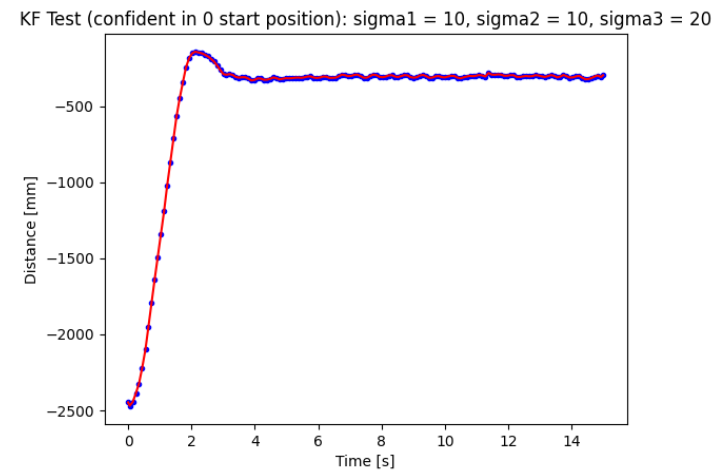 KF Test (confident in 0 start position): sigma1 = 10, sigma2 = 10, sigma3 = 20
−500
−1000
−1500
−2000
−2500
Distance [mm]
0 2 4 6 8 10 12 14
Time [s]